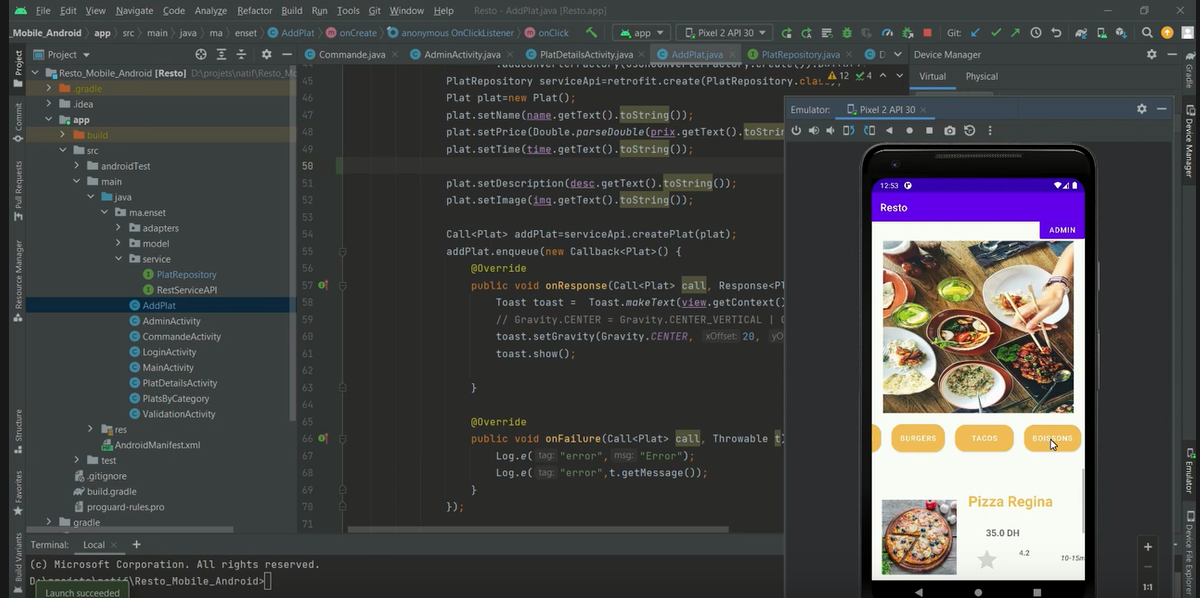 File Edit View Navigate Code Analyze Refactor Build Run Tools Git Window Help Resto - AddPlat.java [Resto.app]
_Mobile_Android app src main java ma enset AddPlat onCreate anonymous OnClickListener onClick app Pixel 2 API 30 Git:
Project Commande.java AdminActivity.java PlatDetailsActivity.java AddPlat.java PlatRepository.java D Device Manager
Virtual Physical
12 4
Resto_Mobile_Android [Resto]
.gradle
.idea
app
build
src
androidTest
main
java
ma.enset
adapters
model
service
PlatRepository
RestServiceAPI
AddPlat
AdminActivity
CommandeActivity
LoginActivity
MainActivity
PlatDetailsActivity
PlatsByCategory
ValidationActivity
res
AndroidManifest.xml
test
.gitignore
build.gradle
proguard-rules.pro
gradle
45 PlatRepository serviceApi=retrofit.create(PlatRepository.clas
46 Plat plat=new Plat();
47 plat.setName(name.getText().toString());
48 plat.setPrice(Double.parseDouble(prix.getText().toStrin
49 plat.setTime(time.getText().toString());
50
51 plat.setDescription(desc.getText().toString());
52 plat.setImage(img.getText().toString());
53
54 Call<Plat> addPlat=serviceApi.createPlat(plat);
55 addPlat.enqueue(new Callback<Plat>() {
56 @Override
57 public void onResponse(Call<Plat> call, Response<Pl
58 Toast toast = Toast.makeText(view.getContext()
59 // Gravity.CENTER = Gravity.CENTER_VERTICAL | G
60 toast.setGravity(Gravity.CENTER, xOffset: 20, yO
61 toast.show();
62
63 }
64
65 @Override
66 public void onFailure(Call<Plat> call, Throwable t)
67 Log.e( tag: "error", msg: "Error");
68 Log.e( tag: "error",t.getMessage());
69 }
70 });
71
Emulator: Pixel 2 API 30
12:53
Resto
ADMIN
BURGERS TACOS BOISSONS
Pizza Regina
35.0 DH
4.2
10-15m
1:1
Terminal: Local +
(c) Microsoft Corporation. All rights reserved.
\Resto_Mobile_Android>
Launch succeeded
Project
Commit
Pull Requests
Resource Manager
Structure
Favorites
Build Variants
Gradle
Device Manager
Emulator
Device File Explorer